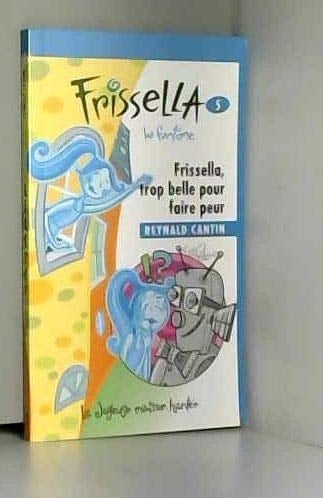 FrisseLLA 5
le fantôme
Frissella,
trop belle pour
faire peur
REYNALD CANTIN
!?
La Joyeuse maison hantée